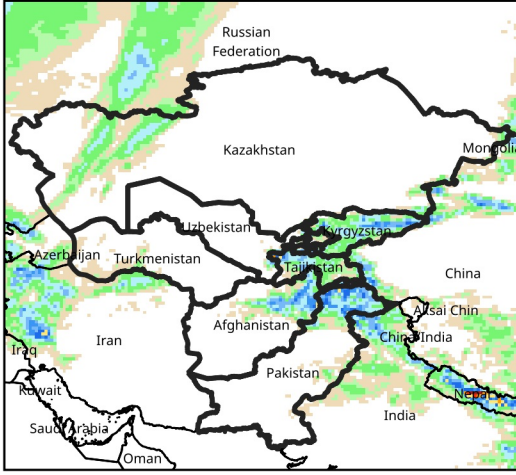 Russian
Federation
Kazakhstan
Mongolia
Uzbekistan
Kyrgyzstan
Azerbaijan
Turkmenistan
Tajikistan
China
Aksai Chin
Afghanistan
China/India
Iran
Iraq
Pakistan
Kuwait
Nepal
India
Saudi Arabia
Oman